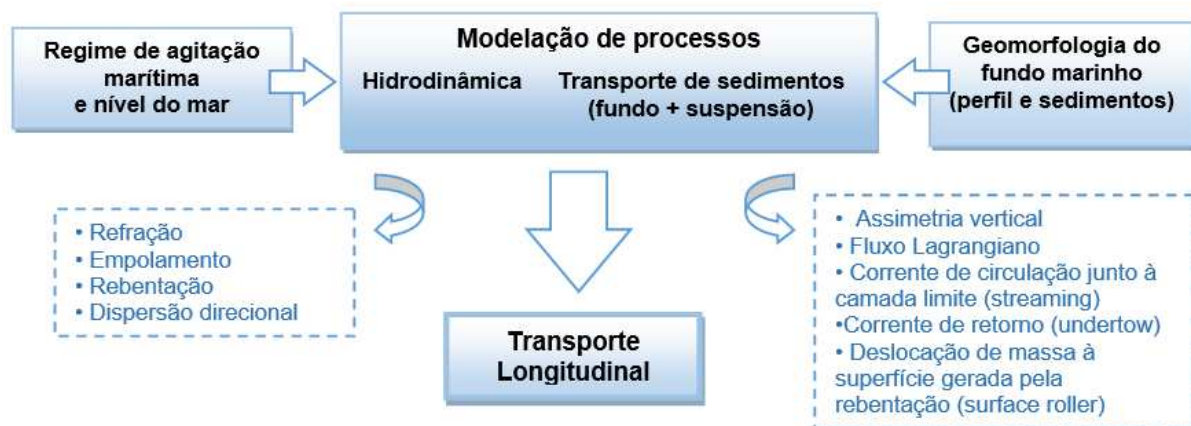 Regime de agitação
marítima
e nível do mar
Modelação de processos
Hidrodinâmica
Transporte de sedimentos
(fundo + suspensão)
Geomorfologia do
fundo marinho
(perfil e sedimentos)
• Refração
• Empolamento
• Rebentação
• Dispersão direcional
• Assimetria vertical
• Fluxo Lagrangiano
• Corrente de circulação junto à
camada limite (streaming)
•Corrente de retorno (undertow)
• Deslocação de massa à
superfície gerada pela
rebentação (surface roller)
Transporte
Longitudinal